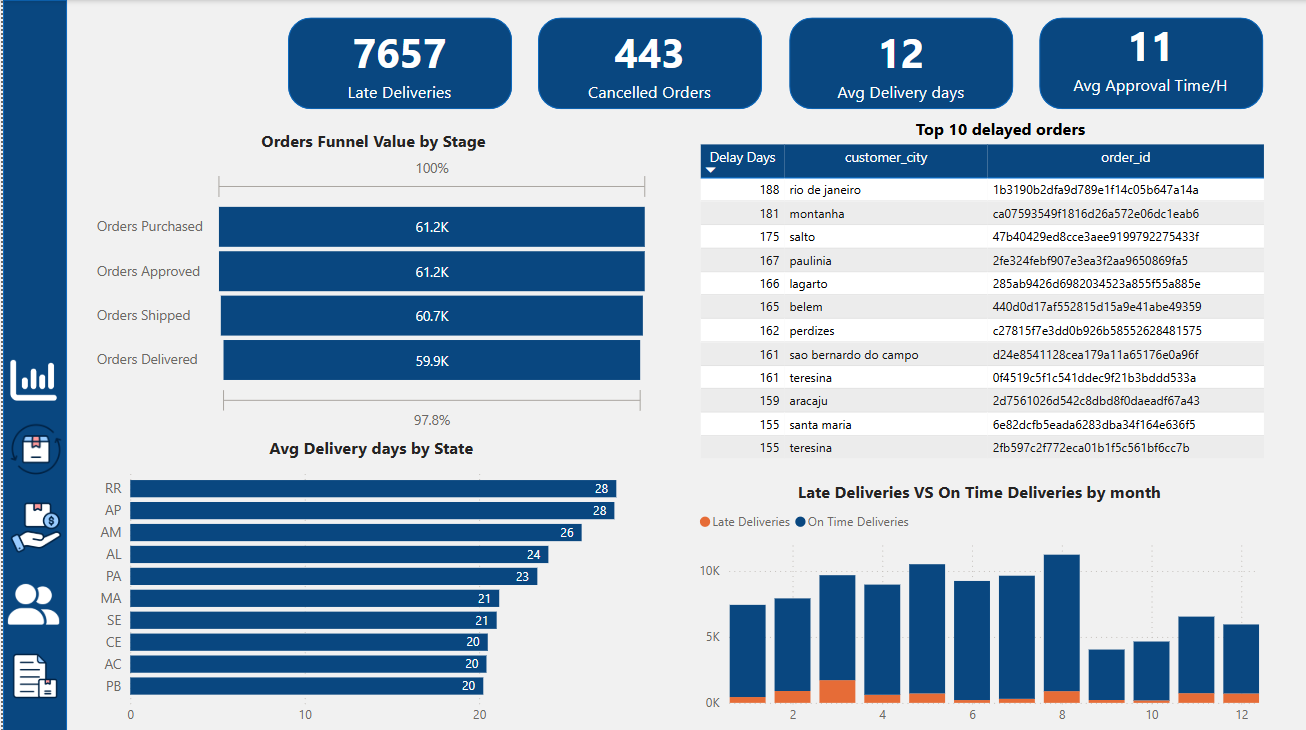 7657
Late Deliveries
443
Cancelled Orders
12
Avg Delivery days
11
Avg Approval Time/H
Orders Funnel Value by Stage
100%
Orders Purchased 61.2K
Orders Approved 61.2K
Orders Shipped 60.7K
Orders Delivered 59.9K
97.8%
Top 10 delayed orders
Delay Days customer_city order_id
188 rio de janeiro 1b3190b2dfa9d789e1f14c05b647a14a
181 montanha ca07593549f1816d26a572e06dc1eab6
175 salto 47b40429ed8cce3aee9199792275433f
167 paulinia 2fe324febf907e3ea3f2aa9650869fa5
166 lagarto 285ab9426d6982034523a855f55a885e
165 belem 440d0d17af552815d15a9e41abe49359
162 perdizes c27815f7e3dd0b926b58552628481575
161 sao bernardo do campo d24e8541128cea179a11a65176e0a96f
161 teresina 0f4519c5f1c541ddec9f21b3bddd533a
159 aracaju 2d7561026d542c8dbd8f0daeadf67a43
155 santa maria 6e82dcfb5eada6283dba34f164e636f5
155 teresina 2fb597c2f772eca01b1f5c561bf6cc7b
Avg Delivery days by State
RR 28
AP 28
AM 26
AL 24
PA 23
MA 21
SE 21
CE 20
AC 20
PB 20
0 10 20
Late Deliveries VS On Time Deliveries by month
Late Deliveries On Time Deliveries
10K
5K
0K
2 4 6 8 10 12